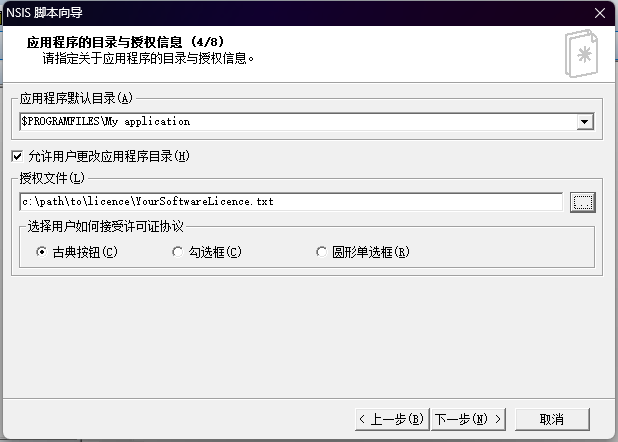 NSIS 脚本向导
应用程序的目录与授权信息 (4/8)
请指定关于应用程序的目录与授权信息。
应用程序默认目录(A)
$PROGRAMFILES\My application
允许用户更改应用程序目录(H)
授权文件(L)
c:\path\to\licence\YourSoftwareLicence.txt
...
选择用户如何接受许可证协议
古典按钮(C) 勾选框(C) 圆形单选框(R)
< 上一步(B) 下一步(N) > 取消